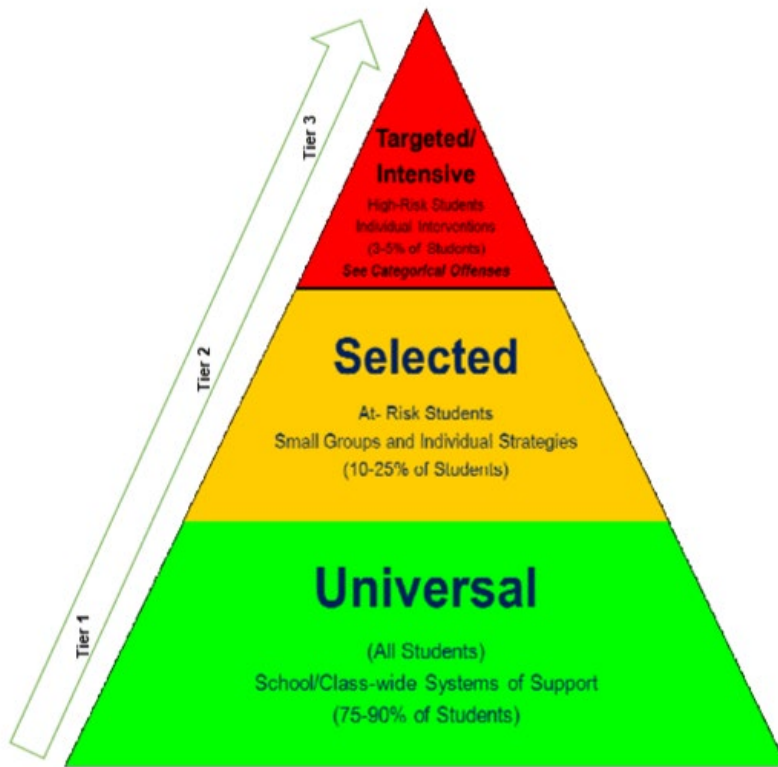 Tier 3
Targeted/
Intensive
High-Risk Students
Individual Interventions
(3-5% of Students)
See Categorical Offenses
Tier 2
Selected
At- Risk Students
Small Groups and Individual Strategies
(10-25% of Students)
Tier 1
Universal
(All Students)
School/Class-wide Systems of Support
(75-90% of Students)